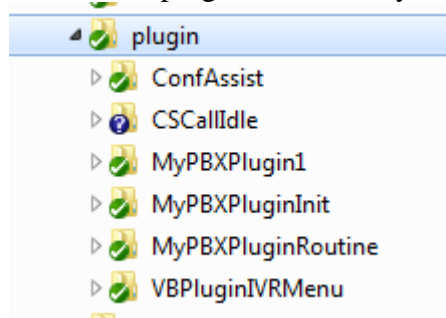 plugin
ConfAssist
CSCallIdle
MyPBXPlugin1
MyPBXPluginInit
MyPBXPluginRoutine
VBPluginIVRMenu